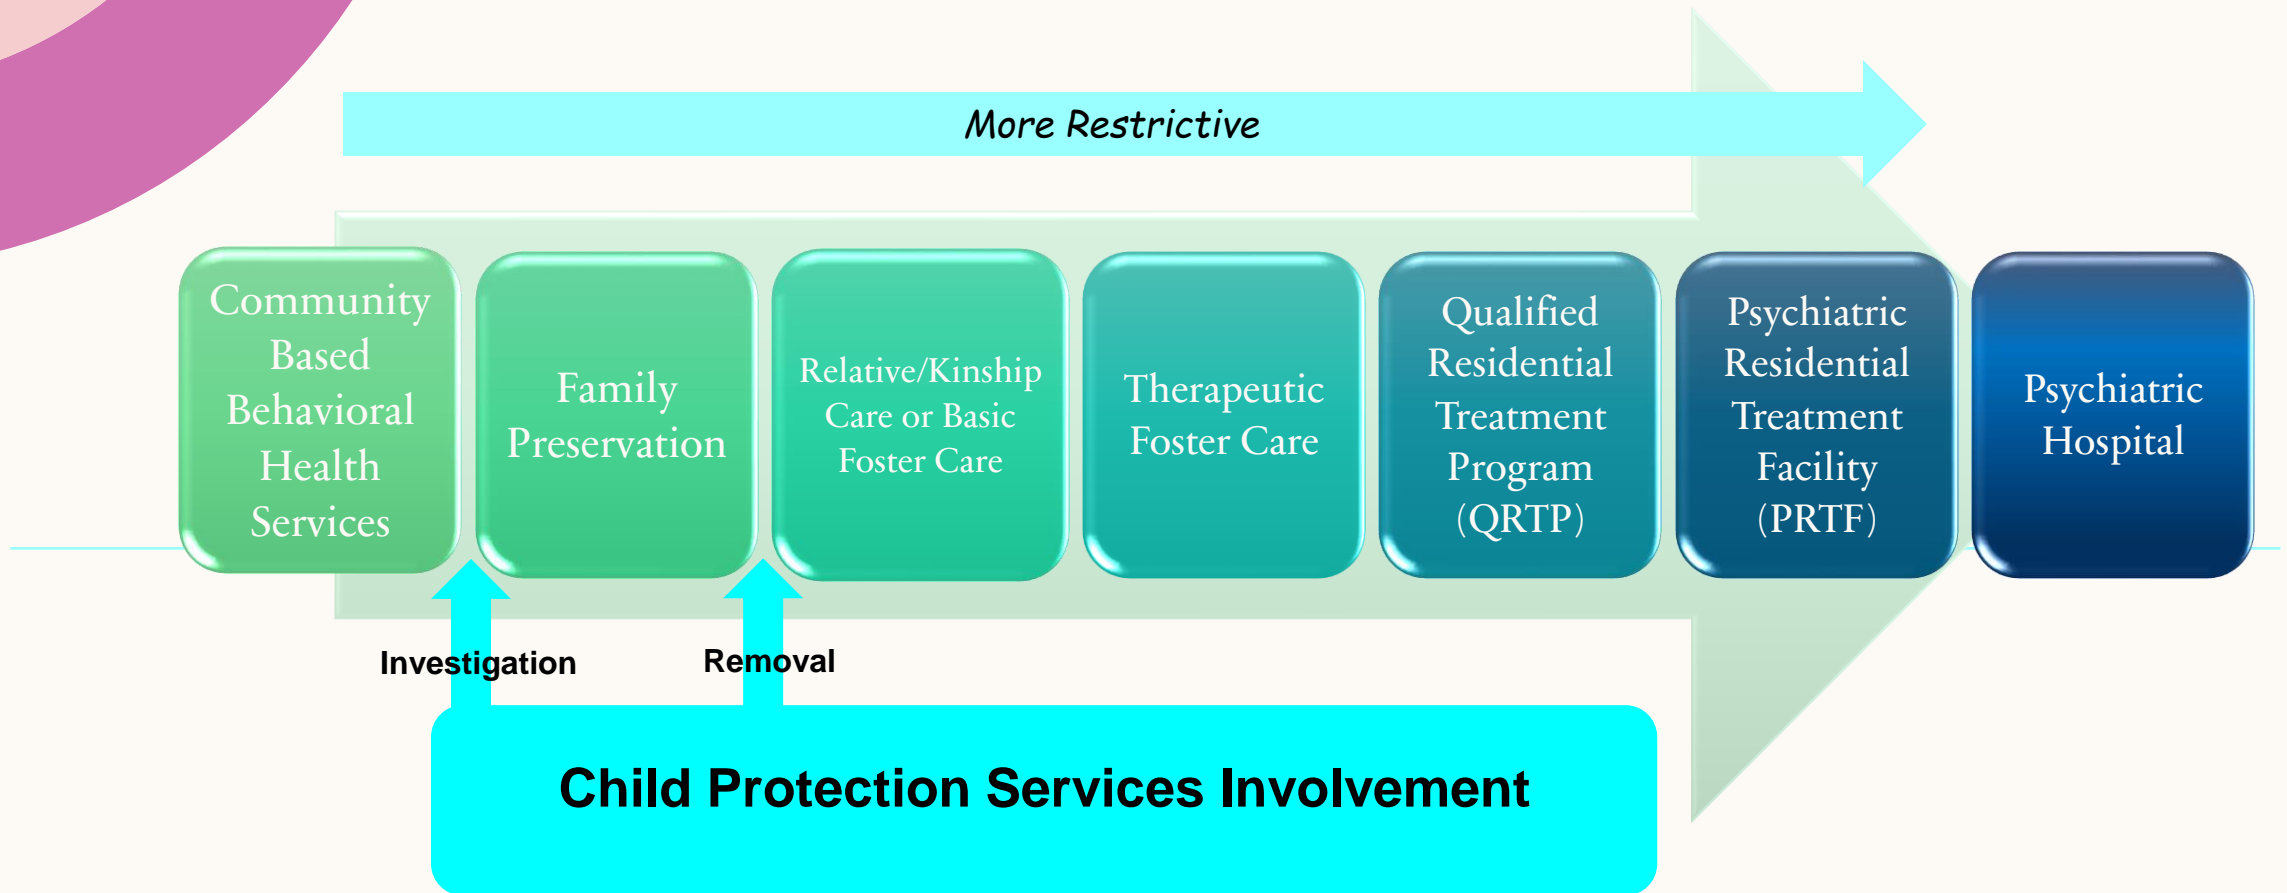 More Restrictive
Community
Based
Behavioral
Health
Services
Family
Preservation
Relative/Kinship
Care or Basic
Foster Care
Therapeutic
Foster Care
Qualified
Residential
Treatment
Program
(QRTP)
Psychiatric
Residential
Treatment
Facility
(PRTF)
Psychiatric
Hospital
Investigation
Removal
Child Protection Services Involvement